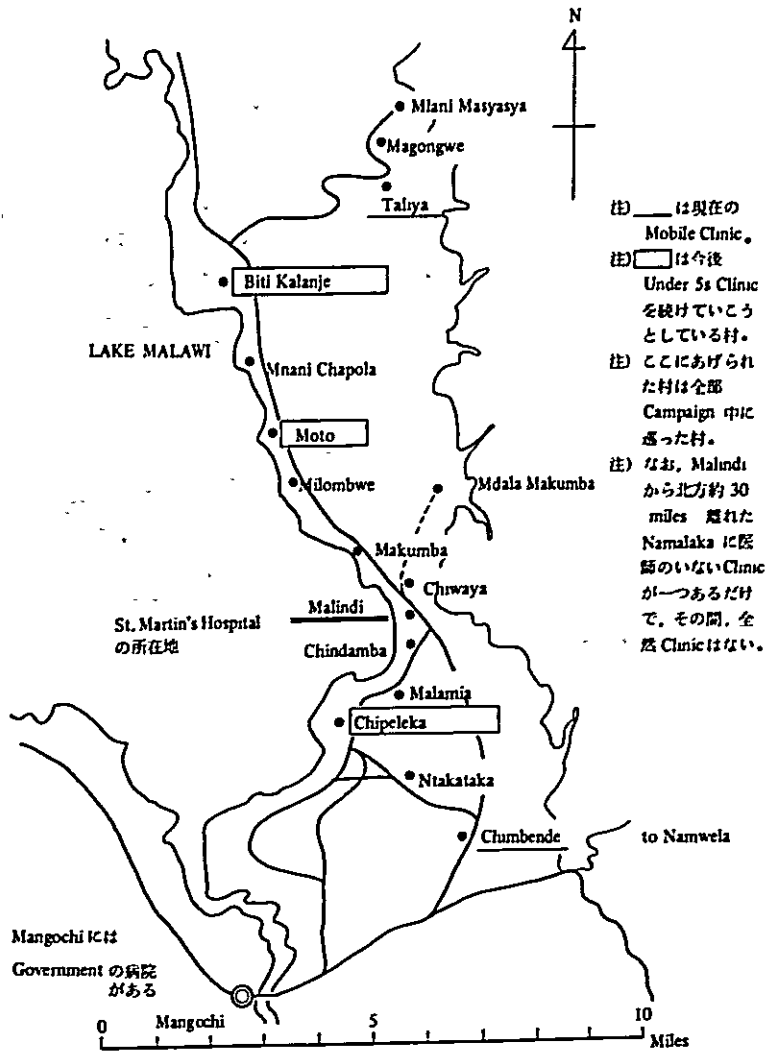 N
Mlani Masyasya
Magongwe
Taliya
Biti Kalanje
LAKE MALAWI
Mnani Chapola
Moto
Milombwe
Mdala Makumba
Makumba
Chiwaya
Malindi
St. Martin's Hospital
の所在地
Chindamba
Malamia
Chipeleka
Ntakataka
Chumbende
to Namwela
Mangochi には
Government の病院
がある
Mangochi
0
5
10
Miles
注) は現在の
Mobile Clinic。
注) は今後
Under 5s Clinic
を続けていこう
としている村。
注) ここにあげられ
た村は全部
Campaign 中に
巡った村。
注) なお, Malindi
から北方約 30
miles 離れた
Namalaka に医
師のいない Clinic
が一つあるだけ
で, その間, 全
然 Clinic はない。